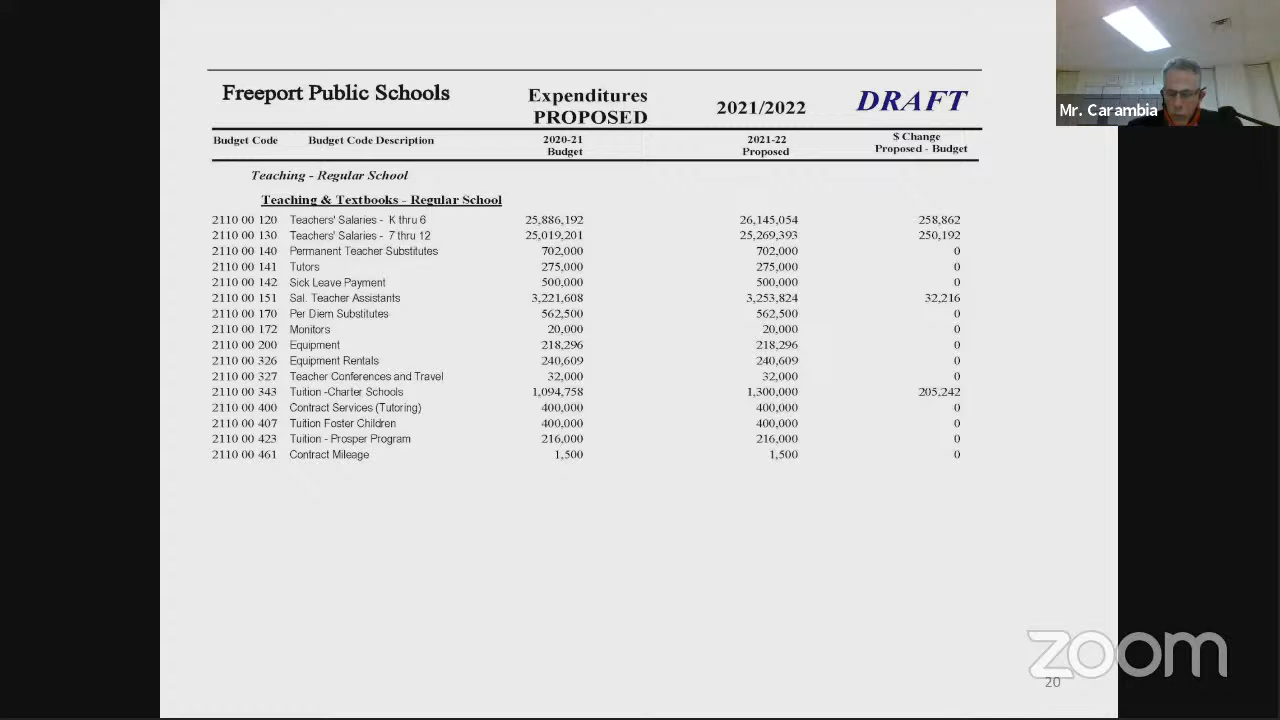 Mr. Carambia
Freeport Public Schools
Expenditures
PROPOSED
2021/2022
DRAFT
Budget Code Budget Code Description 2020-21 Budget 2021-22 Proposed $ Change Proposed - Budget
Teaching - Regular School
Teaching & Textbooks - Regular School
2110 00 120 Teachers' Salaries - K thru 6 25,886,192 26,145,054 258,862
2110 00 130 Teachers' Salaries - 7 thru 12 25,019,201 25,269,393 250,192
2110 00 140 Permanent Teacher Substitutes 702,000 702,000 0
2110 00 141 Tutors 275,000 275,000 0
2110 00 142 Sick Leave Payment 500,000 500,000 0
2110 00 151 Sal. Teacher Assistants 3,221,608 3,253,824 32,216
2110 00 170 Per Diem Substitutes 562,500 562,500 0
2110 00 172 Monitors 20,000 20,000 0
2110 00 200 Equipment 218,296 218,296 0
2110 00 326 Equipment Rentals 240,609 240,609 0
2110 00 327 Teacher Conferences and Travel 32,000 32,000 0
2110 00 343 Tuition -Charter Schools 1,094,758 1,300,000 205,242
2110 00 400 Contract Services (Tutoring) 400,000 400,000 0
2110 00 407 Tuition Foster Children 400,000 400,000 0
2110 00 423 Tuition - Prosper Program 216,000 216,000 0
2110 00 461 Contract Mileage 1,500 1,500 0
zoom
20